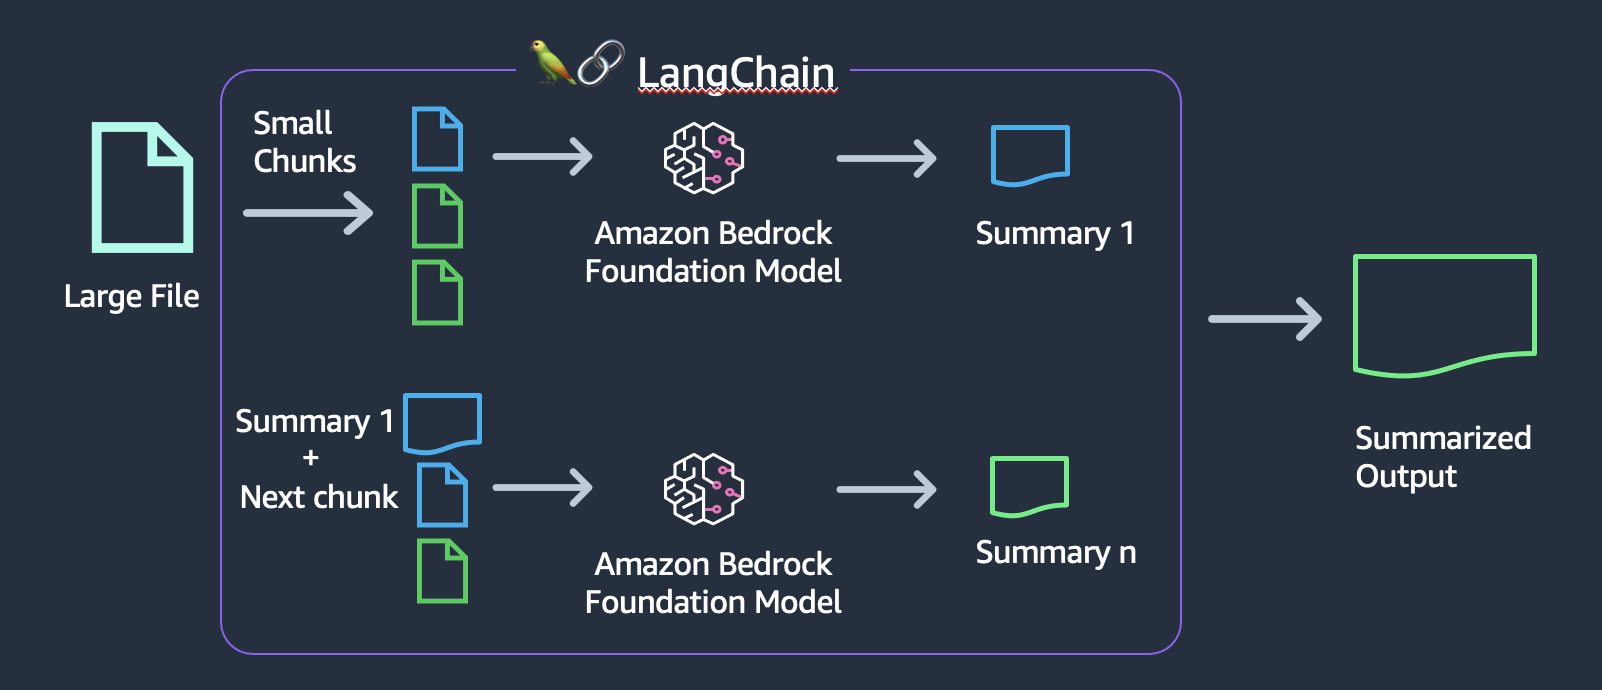 LangChain
Large File
Small
Chunks
Amazon Bedrock
Foundation Model
Summary 1
Summary 1
+
Next chunk
Amazon Bedrock
Foundation Model
Summary n
Summarized
Output